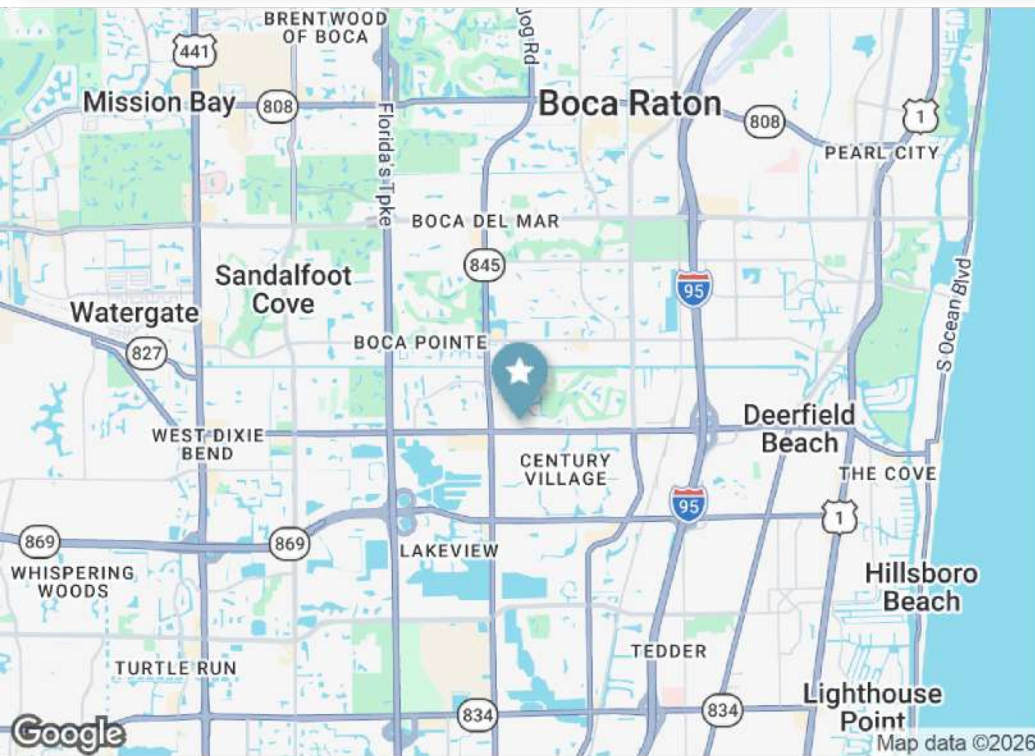 BRENTWOOD
OF BOCA
jog Rd
441
Mission Bay
808
Boca Raton
808
1
Florida's Tpke
PEARL CITY
BOCA DEL MAR
845
Sandalfoot
Cove
95
S Ocean Blvd
Watergate
827
BOCA POINTE
WEST DIXIE
BEND
Deerfield
Beach
CENTURY
VILLAGE
THE COVE
95
1
869
869
LAKEVIEW
WHISPERING
WOODS
Hillsboro
Beach
TEDDER
TURTLE RUN
834
834
Lighthouse
Point
Google
Map data ©2026